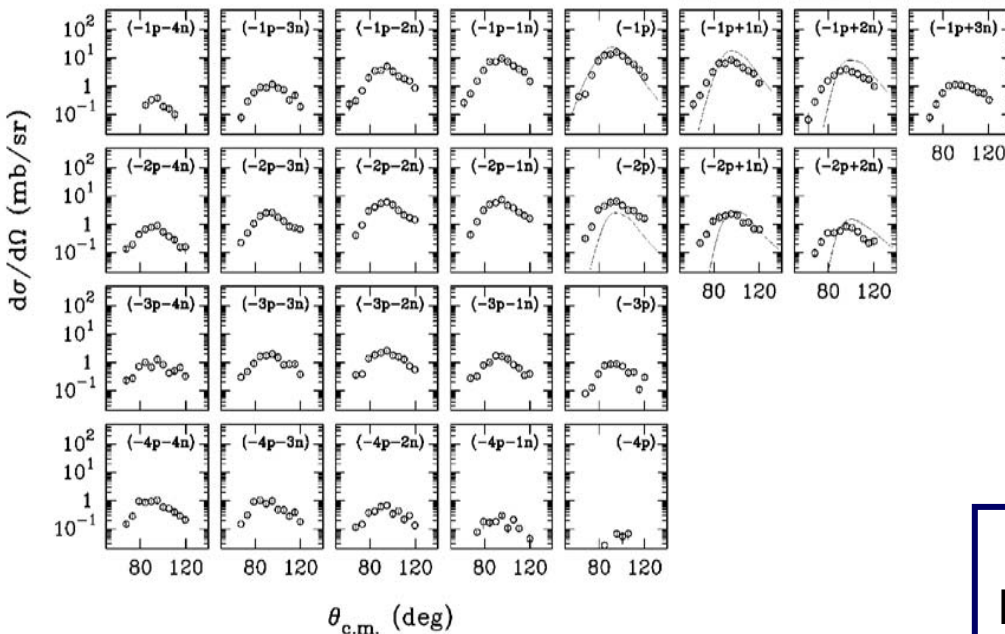 (-1p-4n) (-1p-3n) (-1p-2n) (-1p-1n) (-1p) (-1p+1n) (-1p+2n) (-1p+3n)
10² 10¹ 1 10⁻¹
80 120
(-2p-4n) (-2p-3n) (-2p-2n) (-2p-1n) (-2p) (-2p+1n) (-2p+2n)
10² 10¹ 1 10⁻¹
80 120 80 120
(-3p-4n) (-3p-3n) (-3p-2n) (-3p-1n) (-3p)
10² 10¹ 1 10⁻¹
(-4p-4n) (-4p-3n) (-4p-2n) (-4p-1n) (-4p)
10² 10¹ 1 10⁻¹
80 120 80 120 80 120 80 120 80 120
dσ/dΩ (mb/sr)
θc.m. (deg)